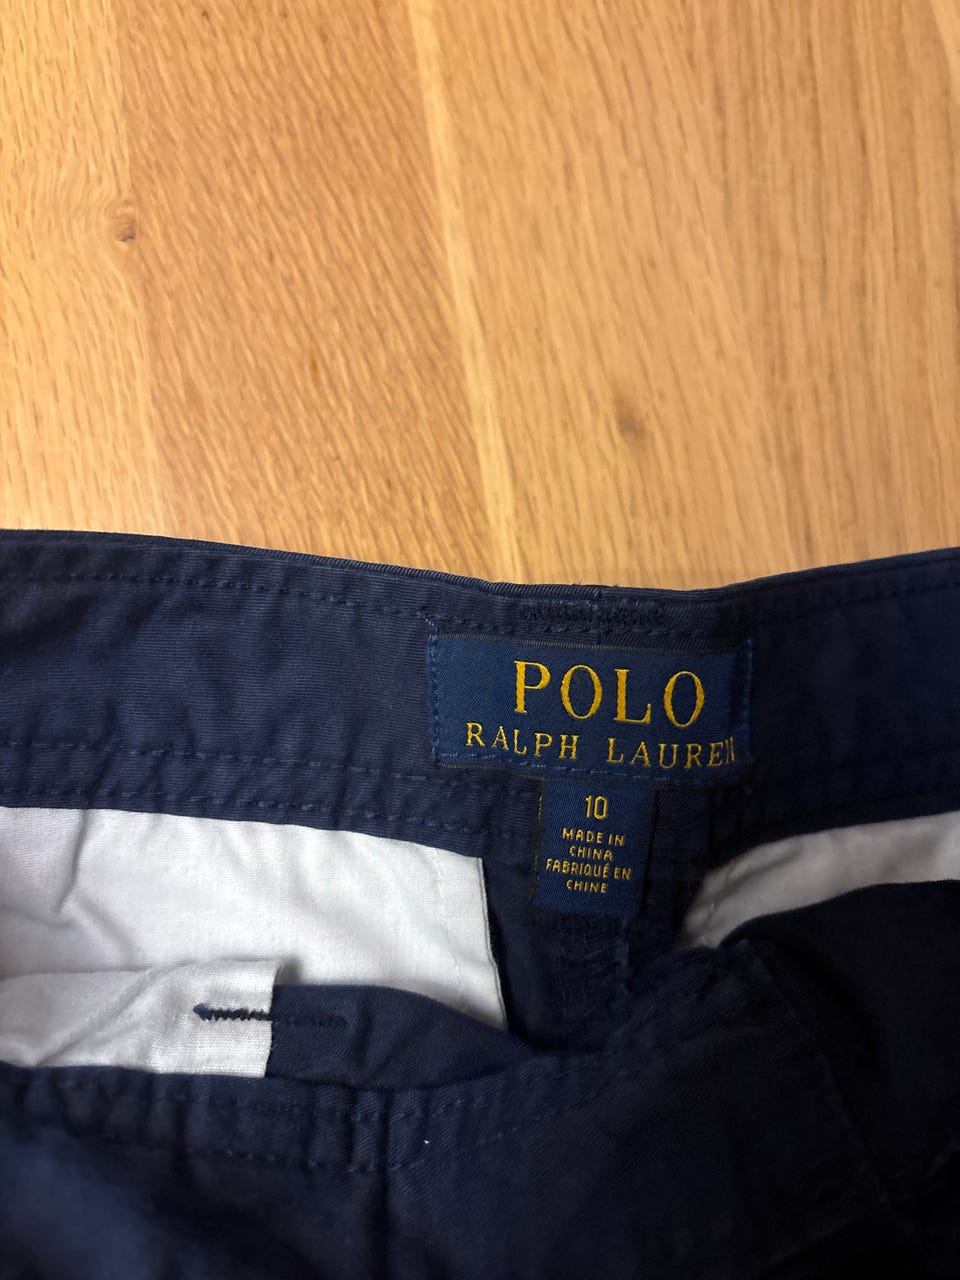 POLO
RALPH LAUREN
10
MADE IN
CHINA
FABRIQUÉ EN
CHINE